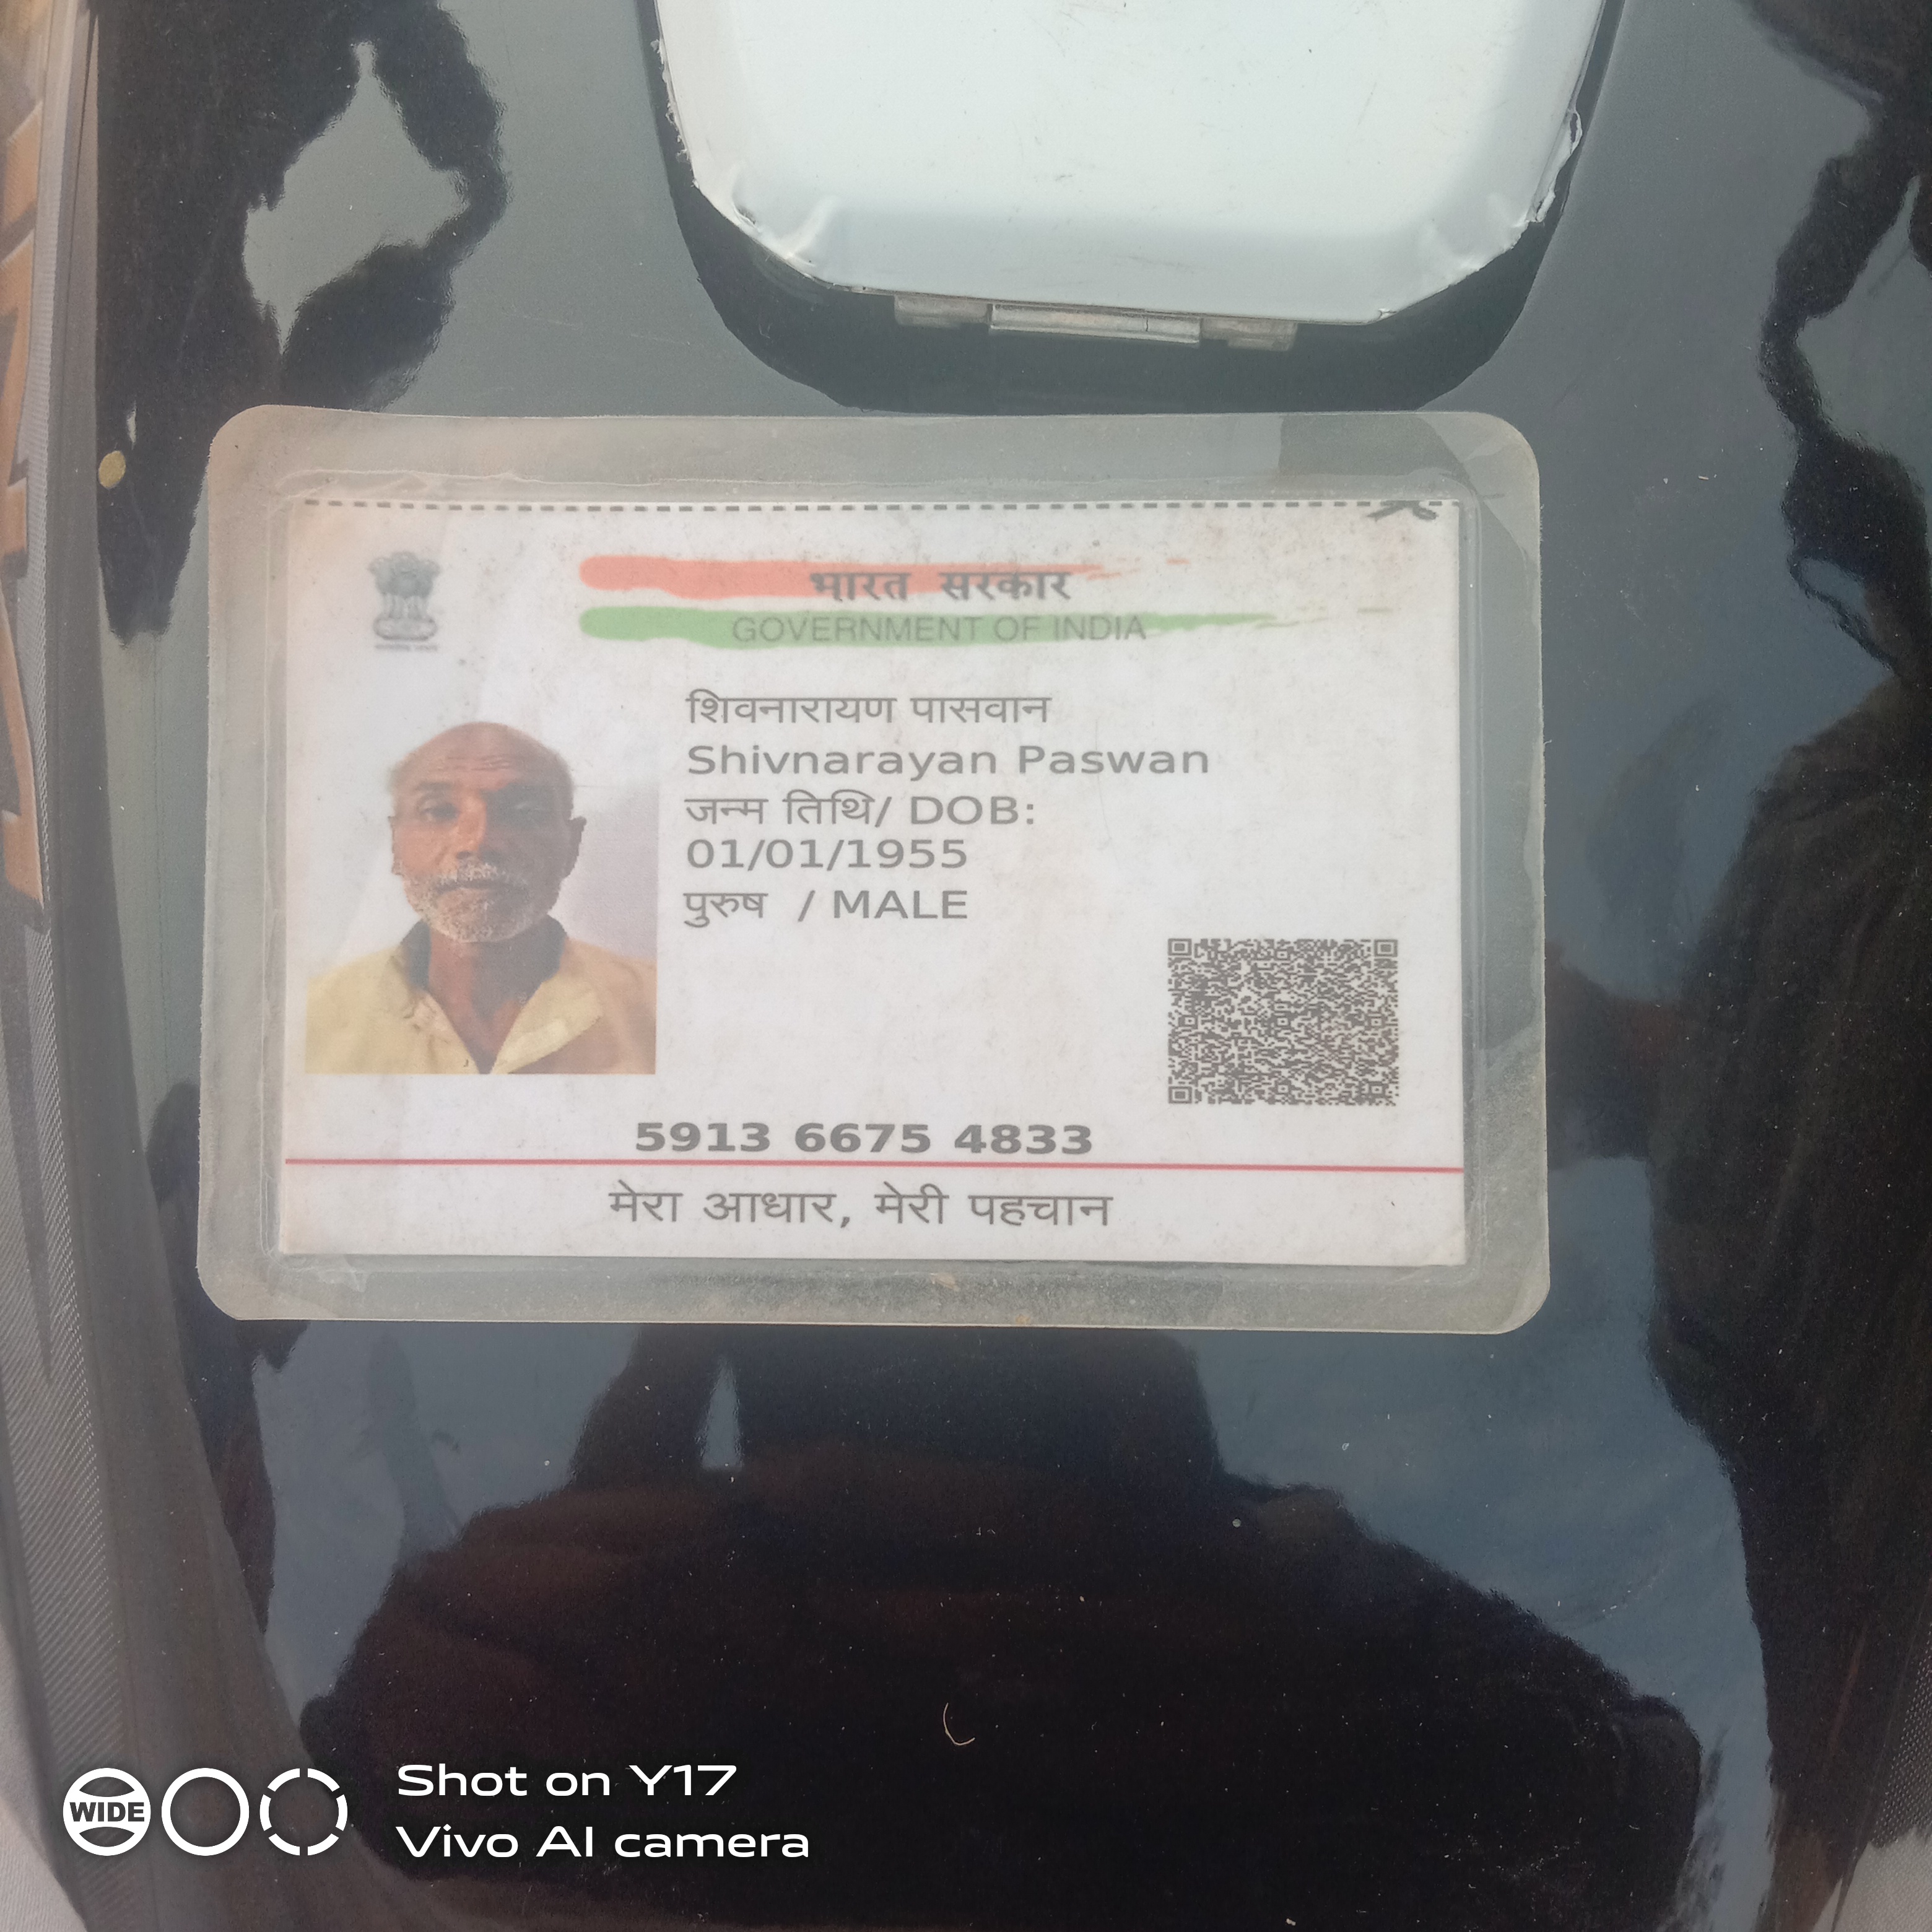 भारत सरकार
GOVERNMENT OF INDIA
शिवनारायण पासवान
Shivnarayan Paswan
जन्म तिथि/ DOB:
01/01/1955
पुरुष / MALE
5913 6675 4833
मेरा आधार, मेरी पहचान
WIDE
Shot on Y17
Vivo AI camera